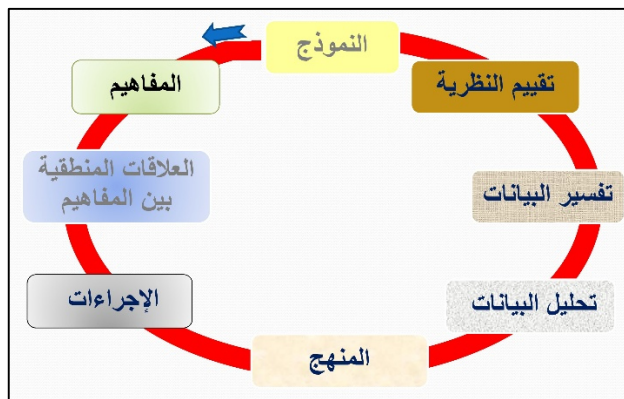 النموذج
تقييم النظرية
المفاهيم
تفسير البيانات
العلاقات المنطقية
بين المفاهيم
تحليل البيانات
الإجراءات
المنهج